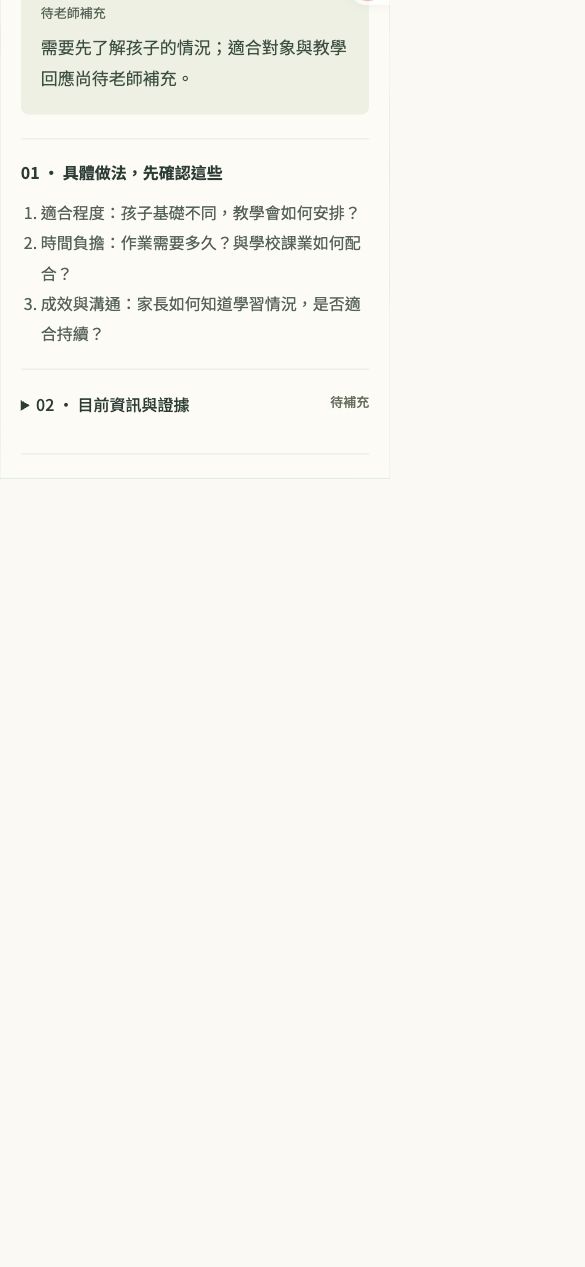 待老師補充
需要先了解孩子的情況；適合對象與教學
回應尚待老師補充。
01・具體做法，先確認這些
1. 適合程度：孩子基礎不同，教學會如何安排？
2. 時間負擔：作業需要多久？與學校課業如何配
合？
3. 成效與溝通：家長如何知道學習情況，是否適
合持續？
▶ 02・目前資訊與證據
待補充